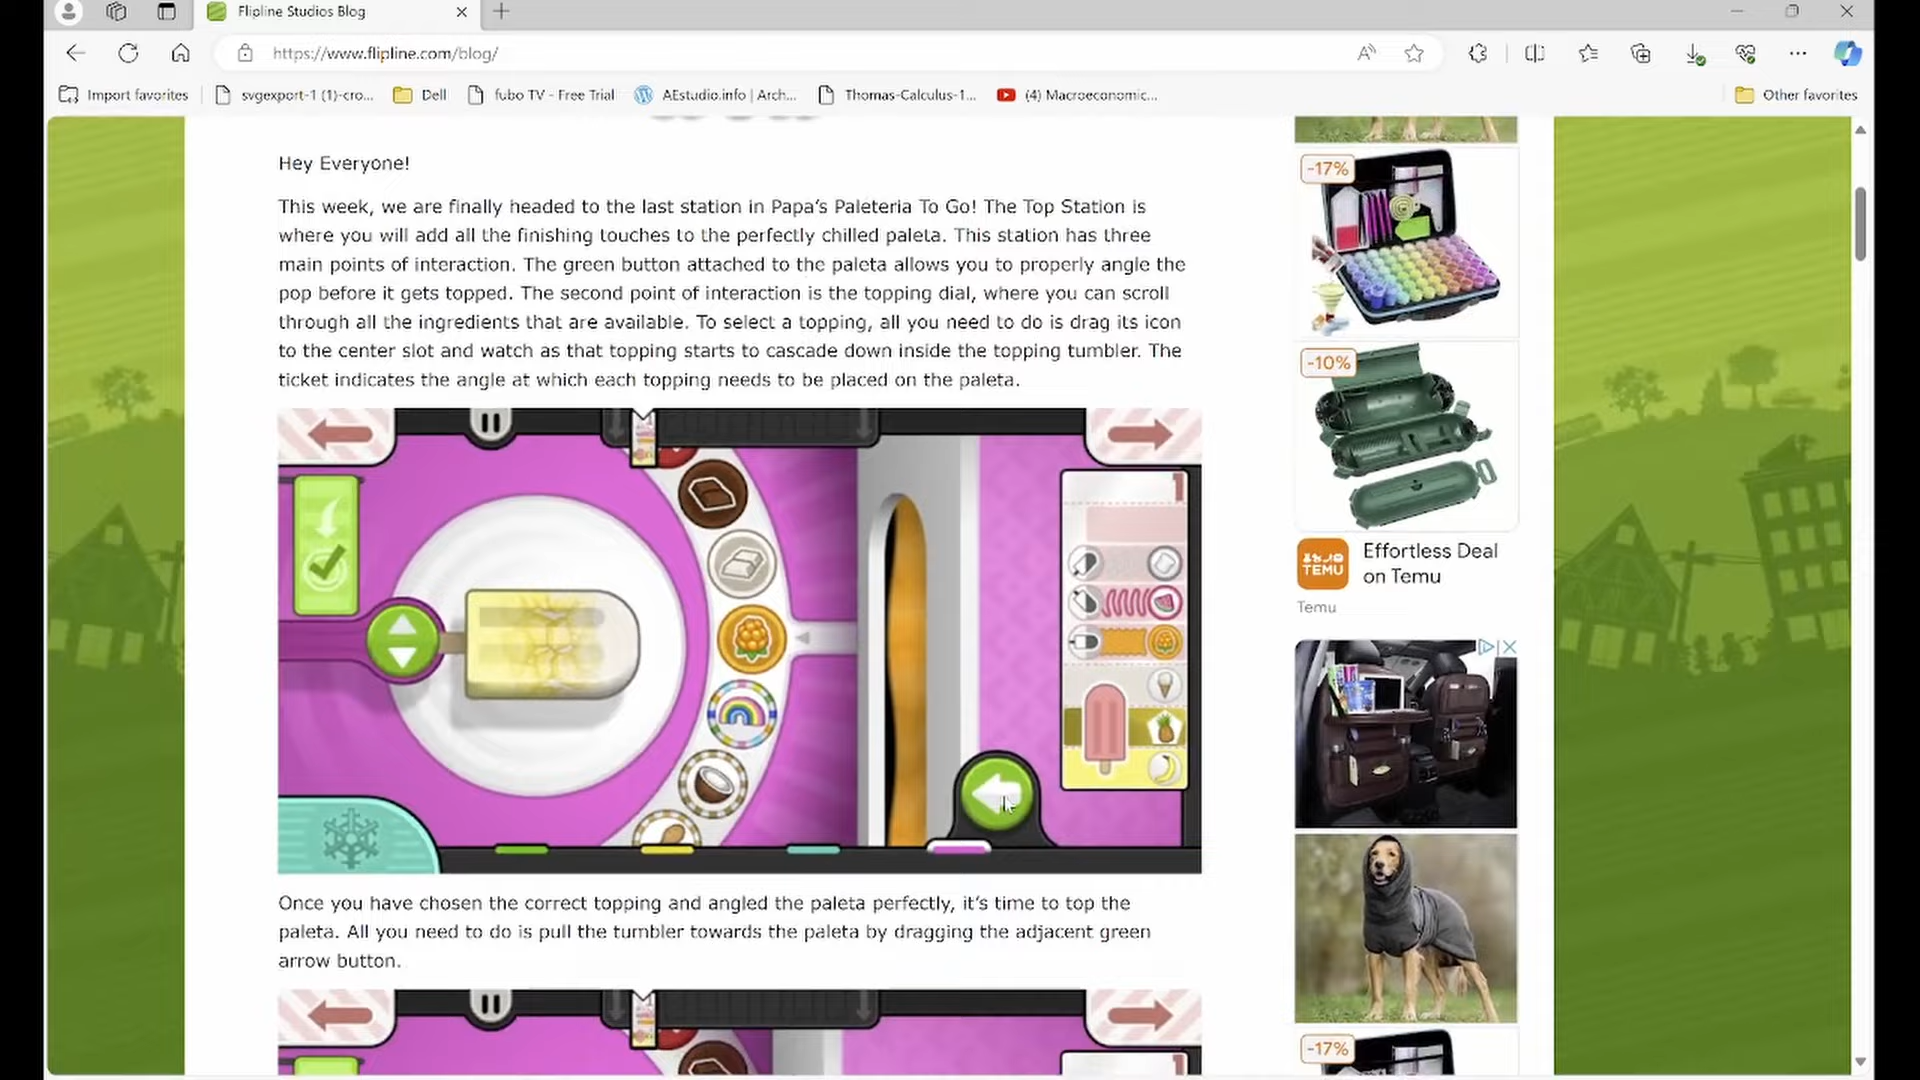 Flipline Studios Blog
https://www.flipline.com/blog/
Import favorites
svgexport-1 (1)-cro...
Dell
fubo TV - Free Trial
AEstudio.info | Arch...
Thomas-Calculus-1...
(4) Macroeconomic...
Other favorites
Hey Everyone!
This week, we are finally headed to the last station in Papa's Paleteria To Go! The Top Station is
where you will add all the finishing touches to the perfectly chilled paleta. This station has three
main points of interaction. The green button attached to the paleta allows you to properly angle the
pop before it gets topped. The second point of interaction is the topping dial, where you can scroll
through all the ingredients that are available. To select a topping, all you need to do is drag its icon
to the center slot and watch as that topping starts to cascade down inside the topping tumbler. The
ticket indicates the angle at which each topping needs to be placed on the paleta.
1
Once you have chosen the correct topping and angled the paleta perfectly, it's time to top the
paleta. All you need to do is pull the tumbler towards the paleta by dragging the adjacent green
arrow button.
1
-17%
-10%
TEMU
Effortless Deal
on Temu
Temu
-17%